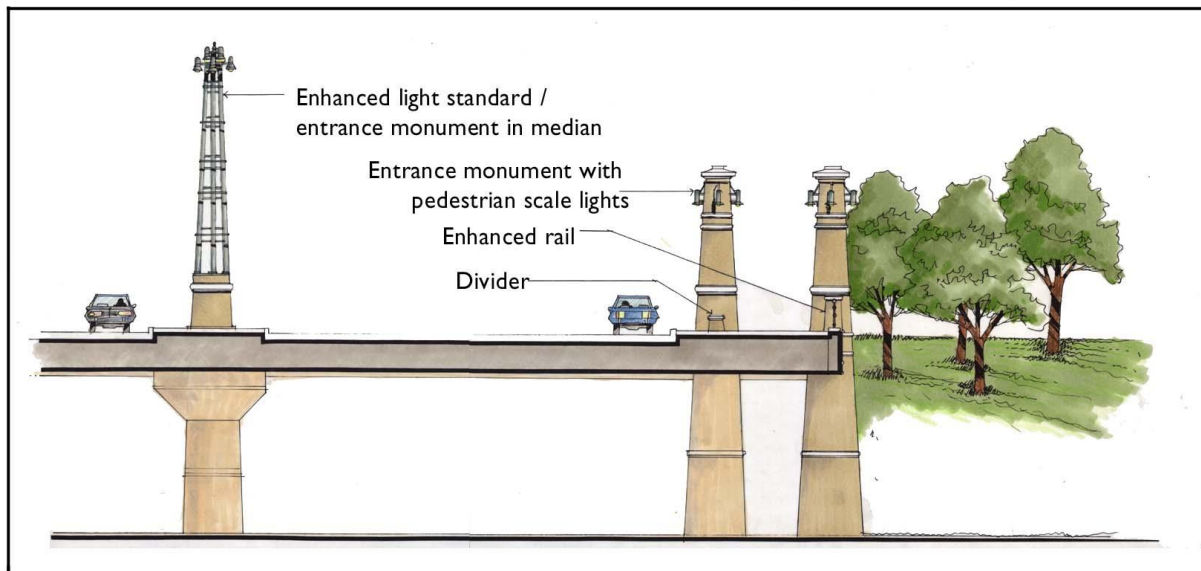 Enhanced light standard /
entrance monument in median
Entrance monument with
pedestrian scale lights
Enhanced rail
Divider